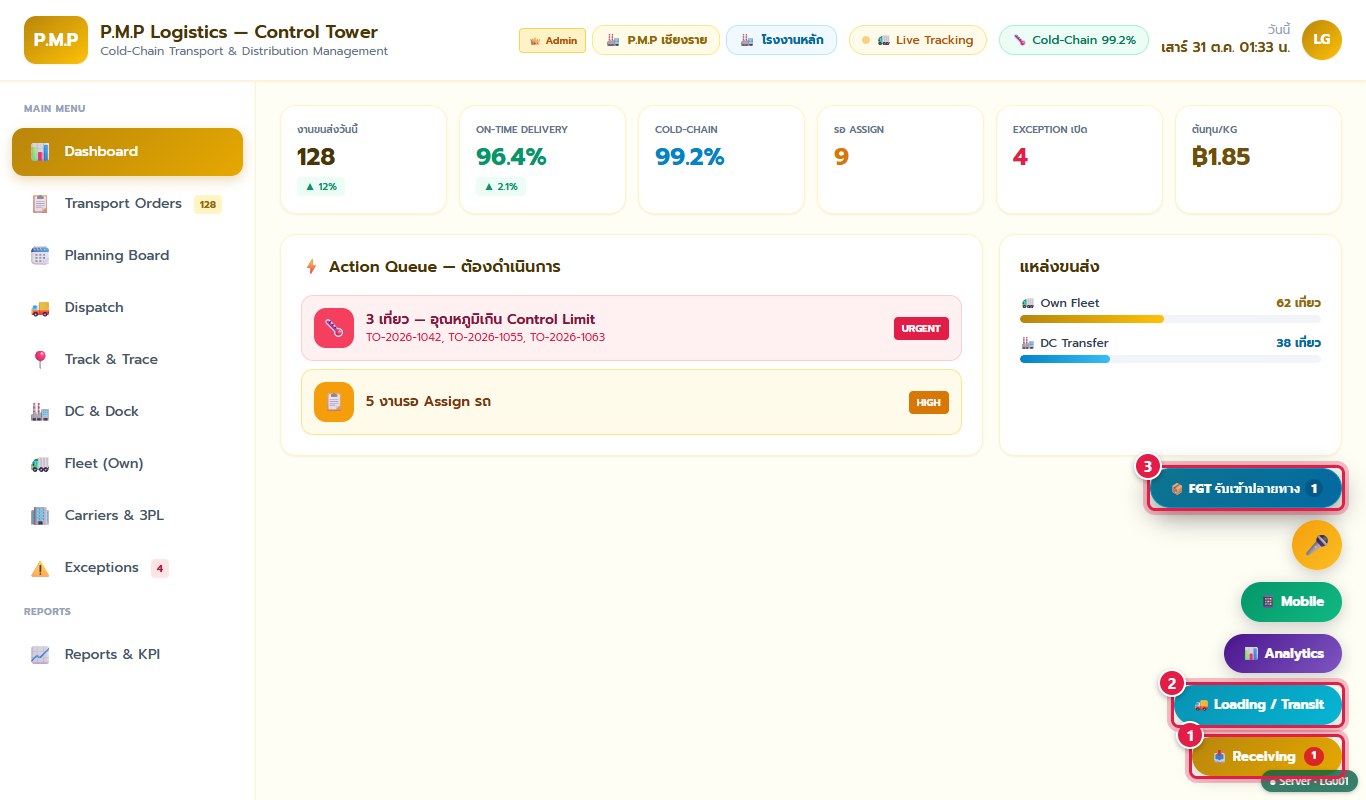 P.M.P
P.M.P Logistics — Control Tower
Cold-Chain Transport & Distribution Management
Admin
P.M.P เชียงราย
โรงงานหลัก
Live Tracking
Cold-Chain 99.2%
วันนี้
เสาร์ 31 ต.ค. 01:33 น.
LG
MAIN MENU
Dashboard
Transport Orders 128
Planning Board
Dispatch
Track & Trace
DC & Dock
Fleet (Own)
Carriers & 3PL
Exceptions 4
REPORTS
Reports & KPI
งานขนส่งวันนี้
128
▲ 12%
ON-TIME DELIVERY
96.4%
▲ 2.1%
COLD-CHAIN
99.2%
รอ ASSIGN
9
EXCEPTION เปิด
4
ต้นทุน/KG
฿1.85
Action Queue — ต้องดำเนินการ
3 เที่ยว — อุณหภูมิเกิน Control Limit
TO-2026-1042, TO-2026-1055, TO-2026-1063
URGENT
5 งานรอ Assign รถ
HIGH
แหล่งขนส่ง
Own Fleet 62 เที่ยว
DC Transfer 38 เที่ยว
3
FGT รับเข้าปลายทาง 1
Mobile
Analytics
2
Loading / Transit
1
Receiving 1
Server · LG001